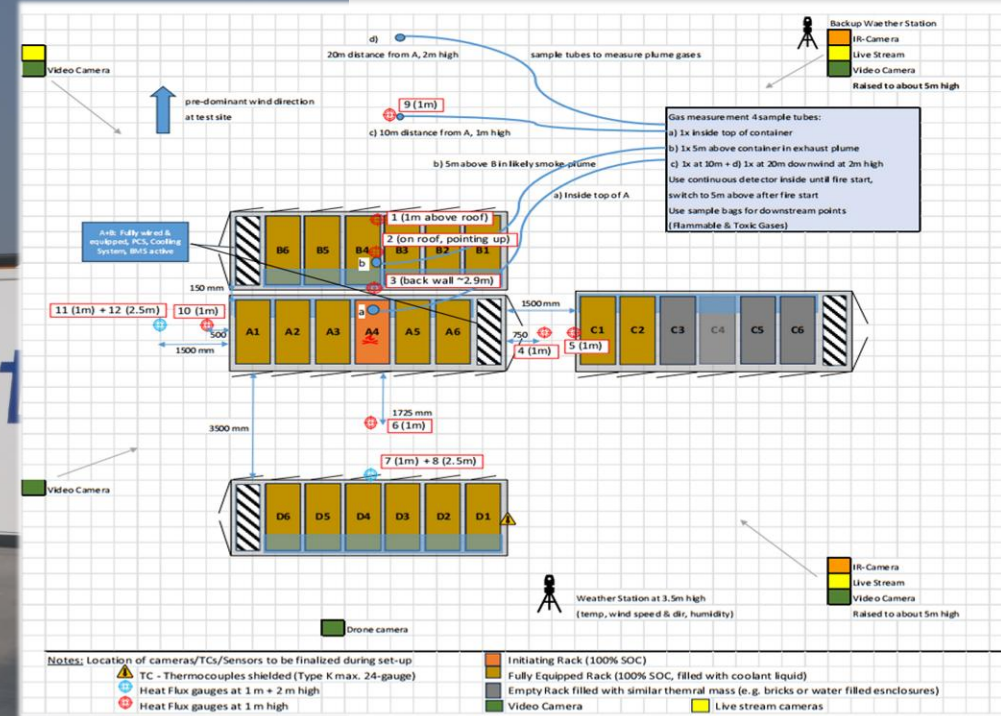 d)
20m distance from A, 2m high
sample tubes to measure plume gases
Backup Waether Station
IR-Camera
Live Stream
Video Camera
Raised to about 5m high
Video Camera
pre-dominant wind direction
at test site
9 (1m)
c) 10m distance from A, 1m high
Gas measurement 4 sample tubes:
a) 1x inside top of container
b) 1x 5m above container in exhaust plume
c) 1x at 10m + d) 1x at 20m downwind at 2m high
Use continuous detector inside until fire start,
switch to 5m above after fire start
Use sample bags for downstream points
(Flammable & Toxic Gases)
b) 5m above B in likely smoke plume
a) Inside top of A
A+B: Fully wired &
equipped, PCS, Coolling
System, BMS active
1 (1m above roof)
2 (on roof, pointing up)
B6 B5 B4 B3 B2 B1
b
3 (back wall ~2.9m)
150 mm
11 (1m) + 12 (2.5m)
10 (1m)
500
1500 mm
a
A1 A2 A3 A4 A5 A6
1500 mm
750
4 (1m)
5 (1m)
C1 C2 C3 C4 C5 C6
3500 mm
1725 mm
6 (1m)
7 (1m) + 8 (2.5m)
Video Camera
D6 D5 D4 D3 D2 D1
IR-Camera
Live Stream
Video Camera
Raised to about 5m high
Weather Station at 3.5m high
(temp, wind speed & dir, humidity)
Drone camera
Notes: Location of cameras/TCs/Sensors to be finalized during set-up
TC - Thermocouples shielded (Type K max. 24-gauge)
Heat Flux gauges at 1 m + 2 m high
Heat Flux gauges at 1 m high
Initiating Rack (100% SOC)
Fully Equipped Rack (100% SOC, filled with coolant liquid)
Empty Rack filled with similar themral mass (e.g. bricks or water filled esnclosures)
Video Camera
Live stream cameras